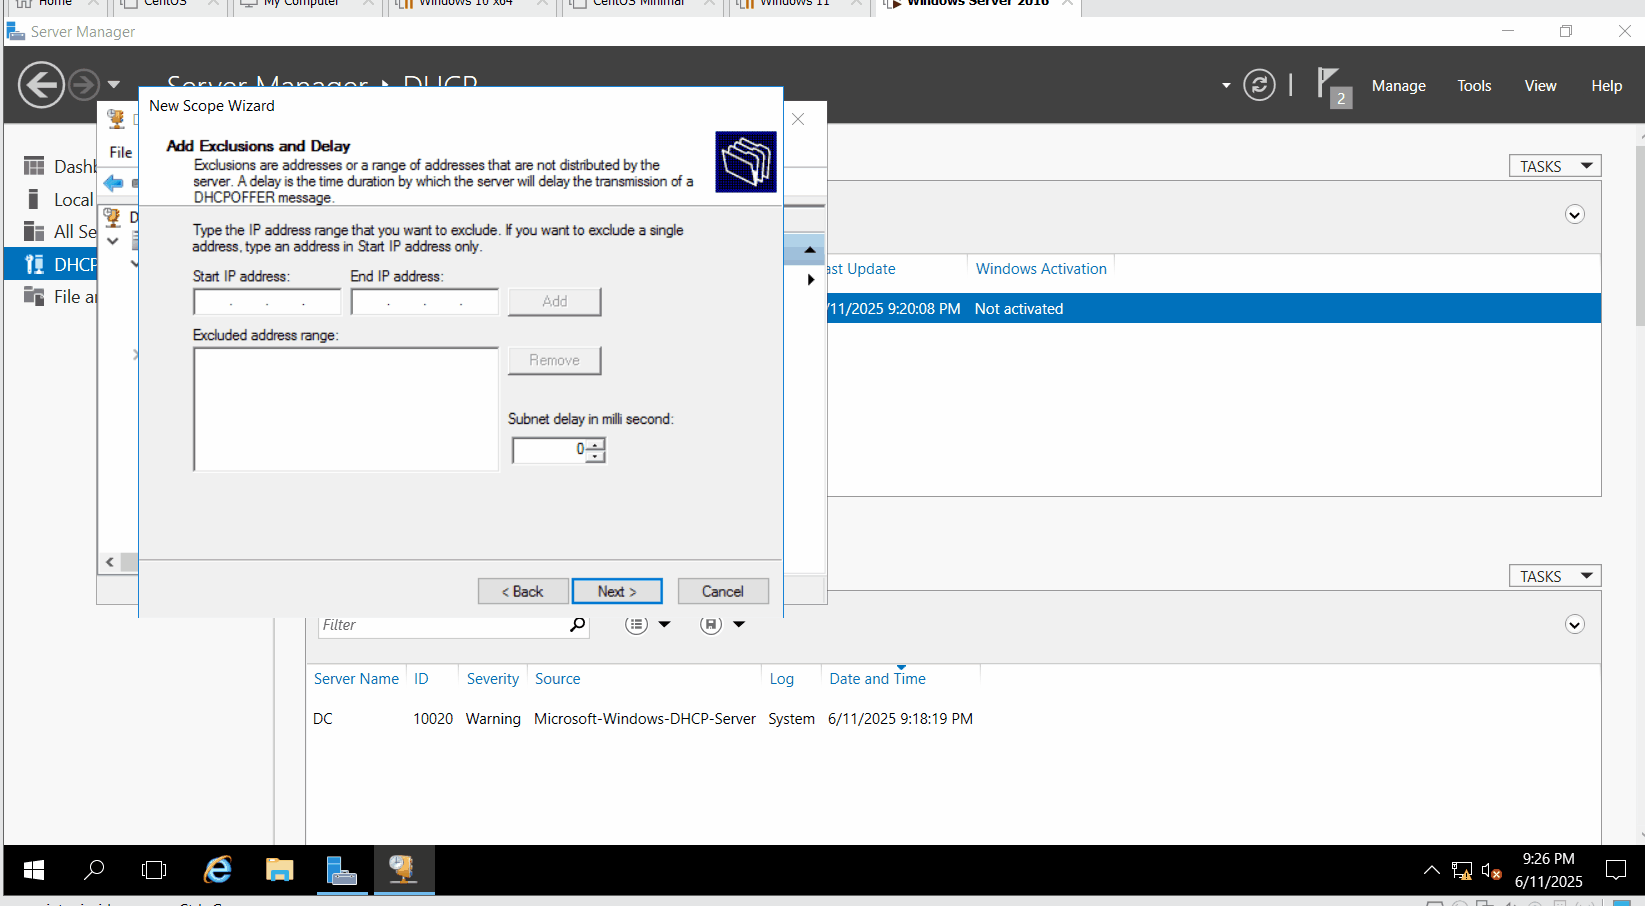 Home
CentOS
My Computer
Windows 10 x64
CentOS Minimal
Windows 11
Windows Server 2016
Server Manager
Server Manager DHCP
2
Manage
Tools
View
Help
New Scope Wizard
Add Exclusions and Delay
Exclusions are addresses or a range of addresses that are not distributed by the
server. A delay is the time duration by which the server will delay the transmission of a
DHCPOFFER message.
File
Dashb
Local
All Se
DHCP
File a
D
Type the IP address range that you want to exclude. If you want to exclude a single
address, type an address in Start IP address only.
Start IP address:
End IP address:
. . .
. . .
Add
Excluded address range:
Remove
Subnet delay in milli second:
0
< Back
Next >
Cancel
TASKS
ast Update
Windows Activation
/11/2025 9:20:08 PM
Not activated
TASKS
Filter
Server Name
ID
Severity
Source
Log
Date and Time
DC
10020
Warning
Microsoft-Windows-DHCP-Server
System
6/11/2025 9:18:19 PM
9:26 PM
6/11/2025